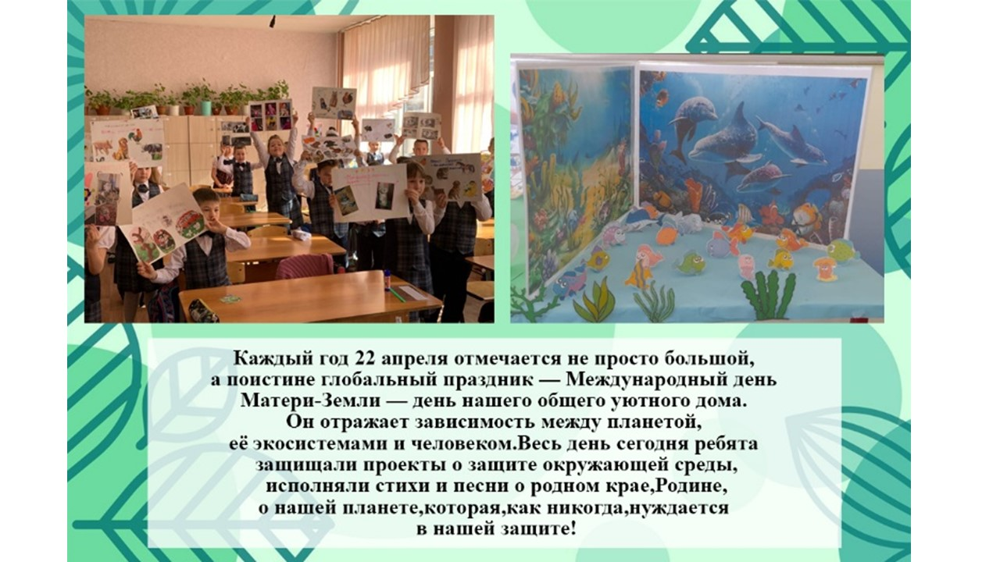 Каждый год 22 апреля отмечается не просто большой,
а поистине глобальный праздник — Международный день
Матери-Земли — день нашего общего уютного дома.
Он отражает зависимость между планетой,
её экосистемами и человеком.Весь день сегодня ребята
защищали проекты о защите окружающей среды,
исполняли стихи и песни о родном крае,Родине,
о нашей планете,которая,как никогда,нуждается
в нашей защите!